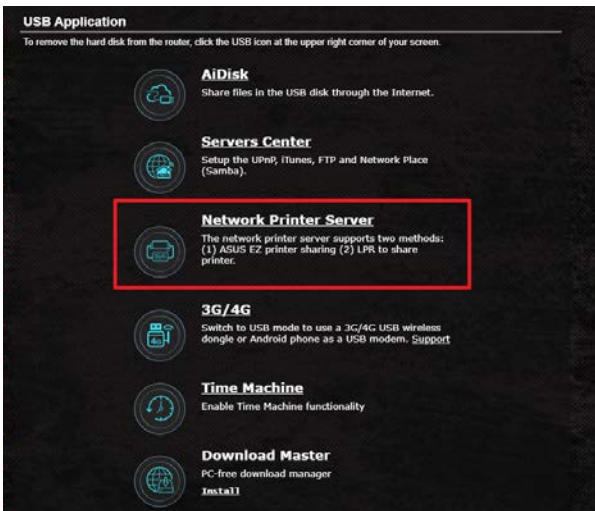 USB Application
To remove the hard disk from the router, click the USB icon at the upper right corner of your screen.
AiDisk
Share files in the USB disk through the Internet.
Servers Center
Setup the UPnP, iTunes, FTP and Network Place
(Samba).
Network Printer Server
The network printer server supports two methods:
(1) ASUS EZ printer sharing (2) LPR to share
printer.
3G/4G
Switch to USB mode to use a 3G/4G USB wireless
dongle or Android phone as a USB modem. Support
4G
Time Machine
Enable Time Machine functionality
Download Master
PC-free download manager
Install